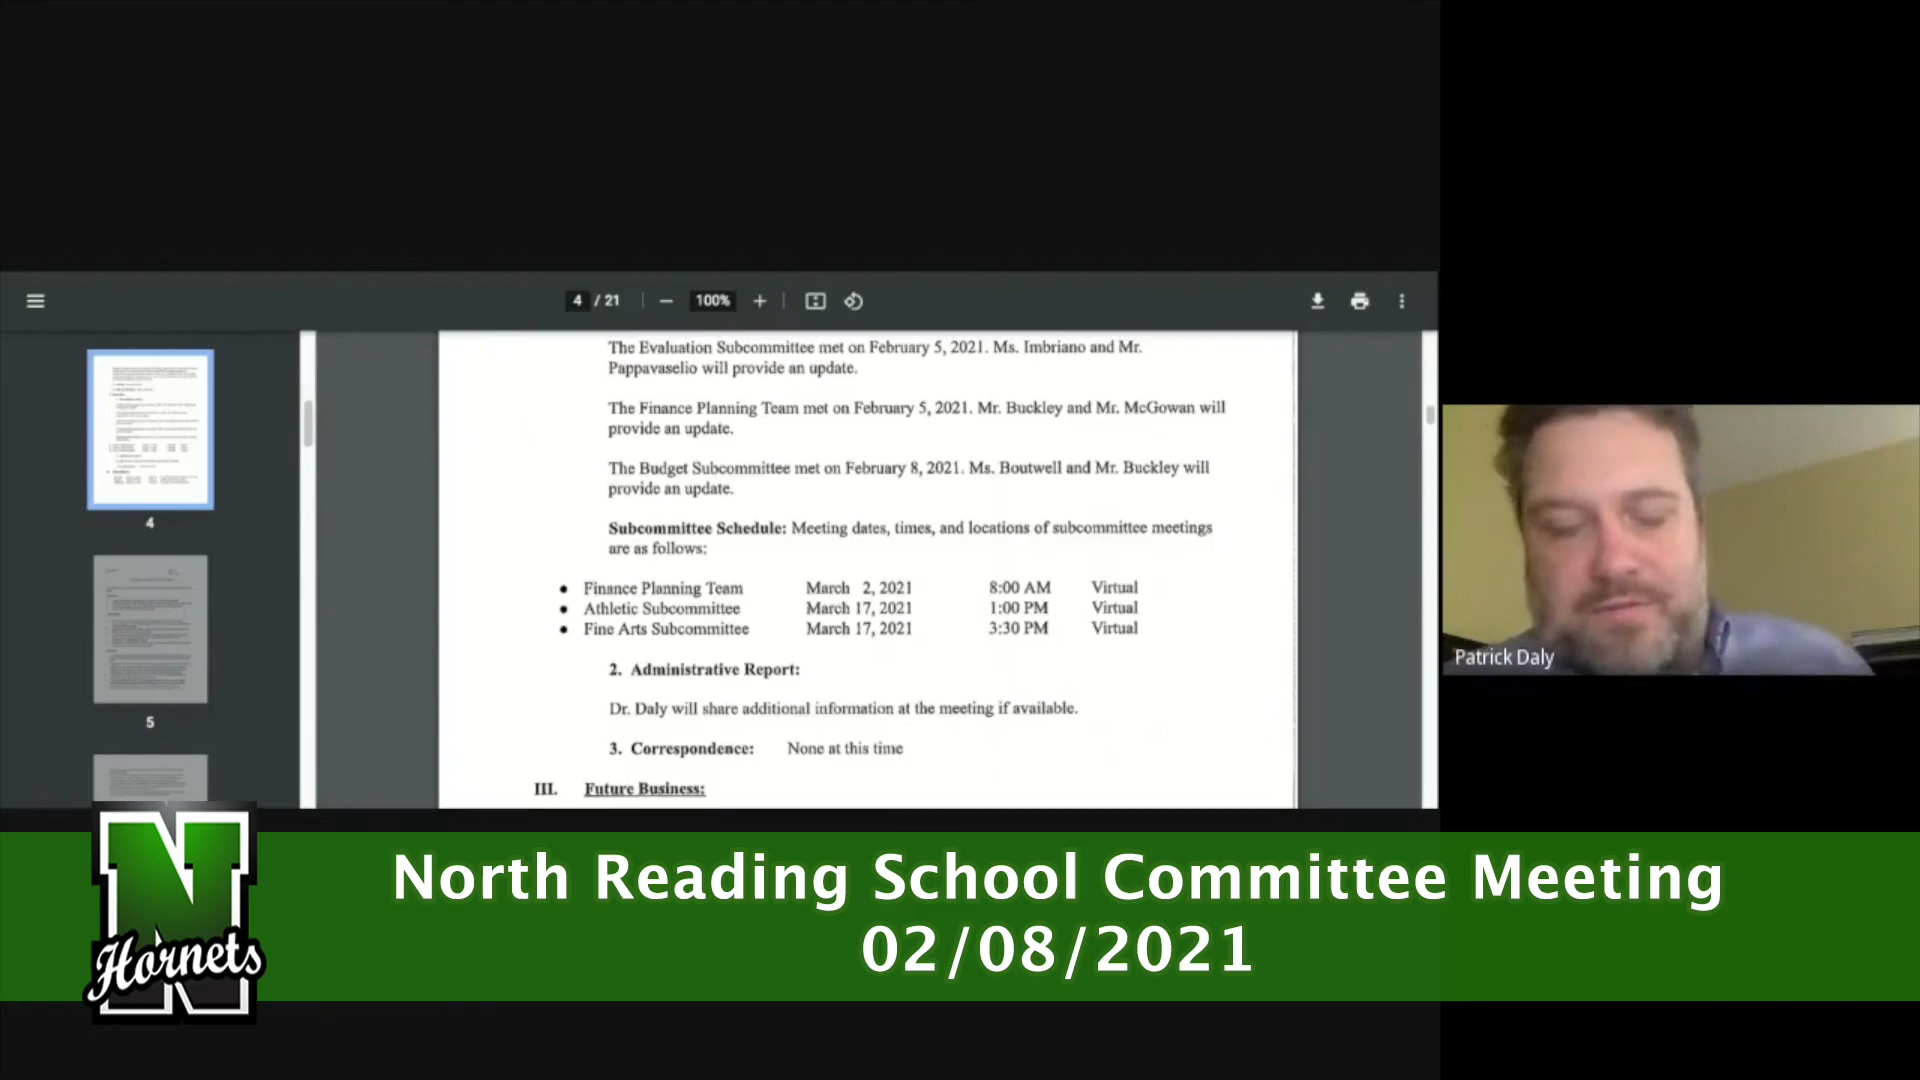 4 / 21
100%
The Evaluation Subcommittee met on February 5, 2021. Ms. Imbriano and Mr.
Pappavaselio will provide an update.
The Finance Planning Team met on February 5, 2021. Mr. Buckley and Mr. McGowan will
provide an update.
The Budget Subcommittee met on February 8, 2021. Ms. Boutwell and Mr. Buckley will
provide an update.
Subcommittee Schedule: Meeting dates, times, and locations of subcommittee meetings
are as follows:
• Finance Planning Team March 2, 2021 8:00 AM Virtual
• Athletic Subcommittee March 17, 2021 1:00 PM Virtual
• Fine Arts Subcommittee March 17, 2021 3:30 PM Virtual
2. Administrative Report:
Dr. Daly will share additional information at the meeting if available.
3. Correspondence: None at this time
III. Future Business:
4
5
Patrick Daly
North Reading School Committee Meeting
02/08/2021
N
Hornets